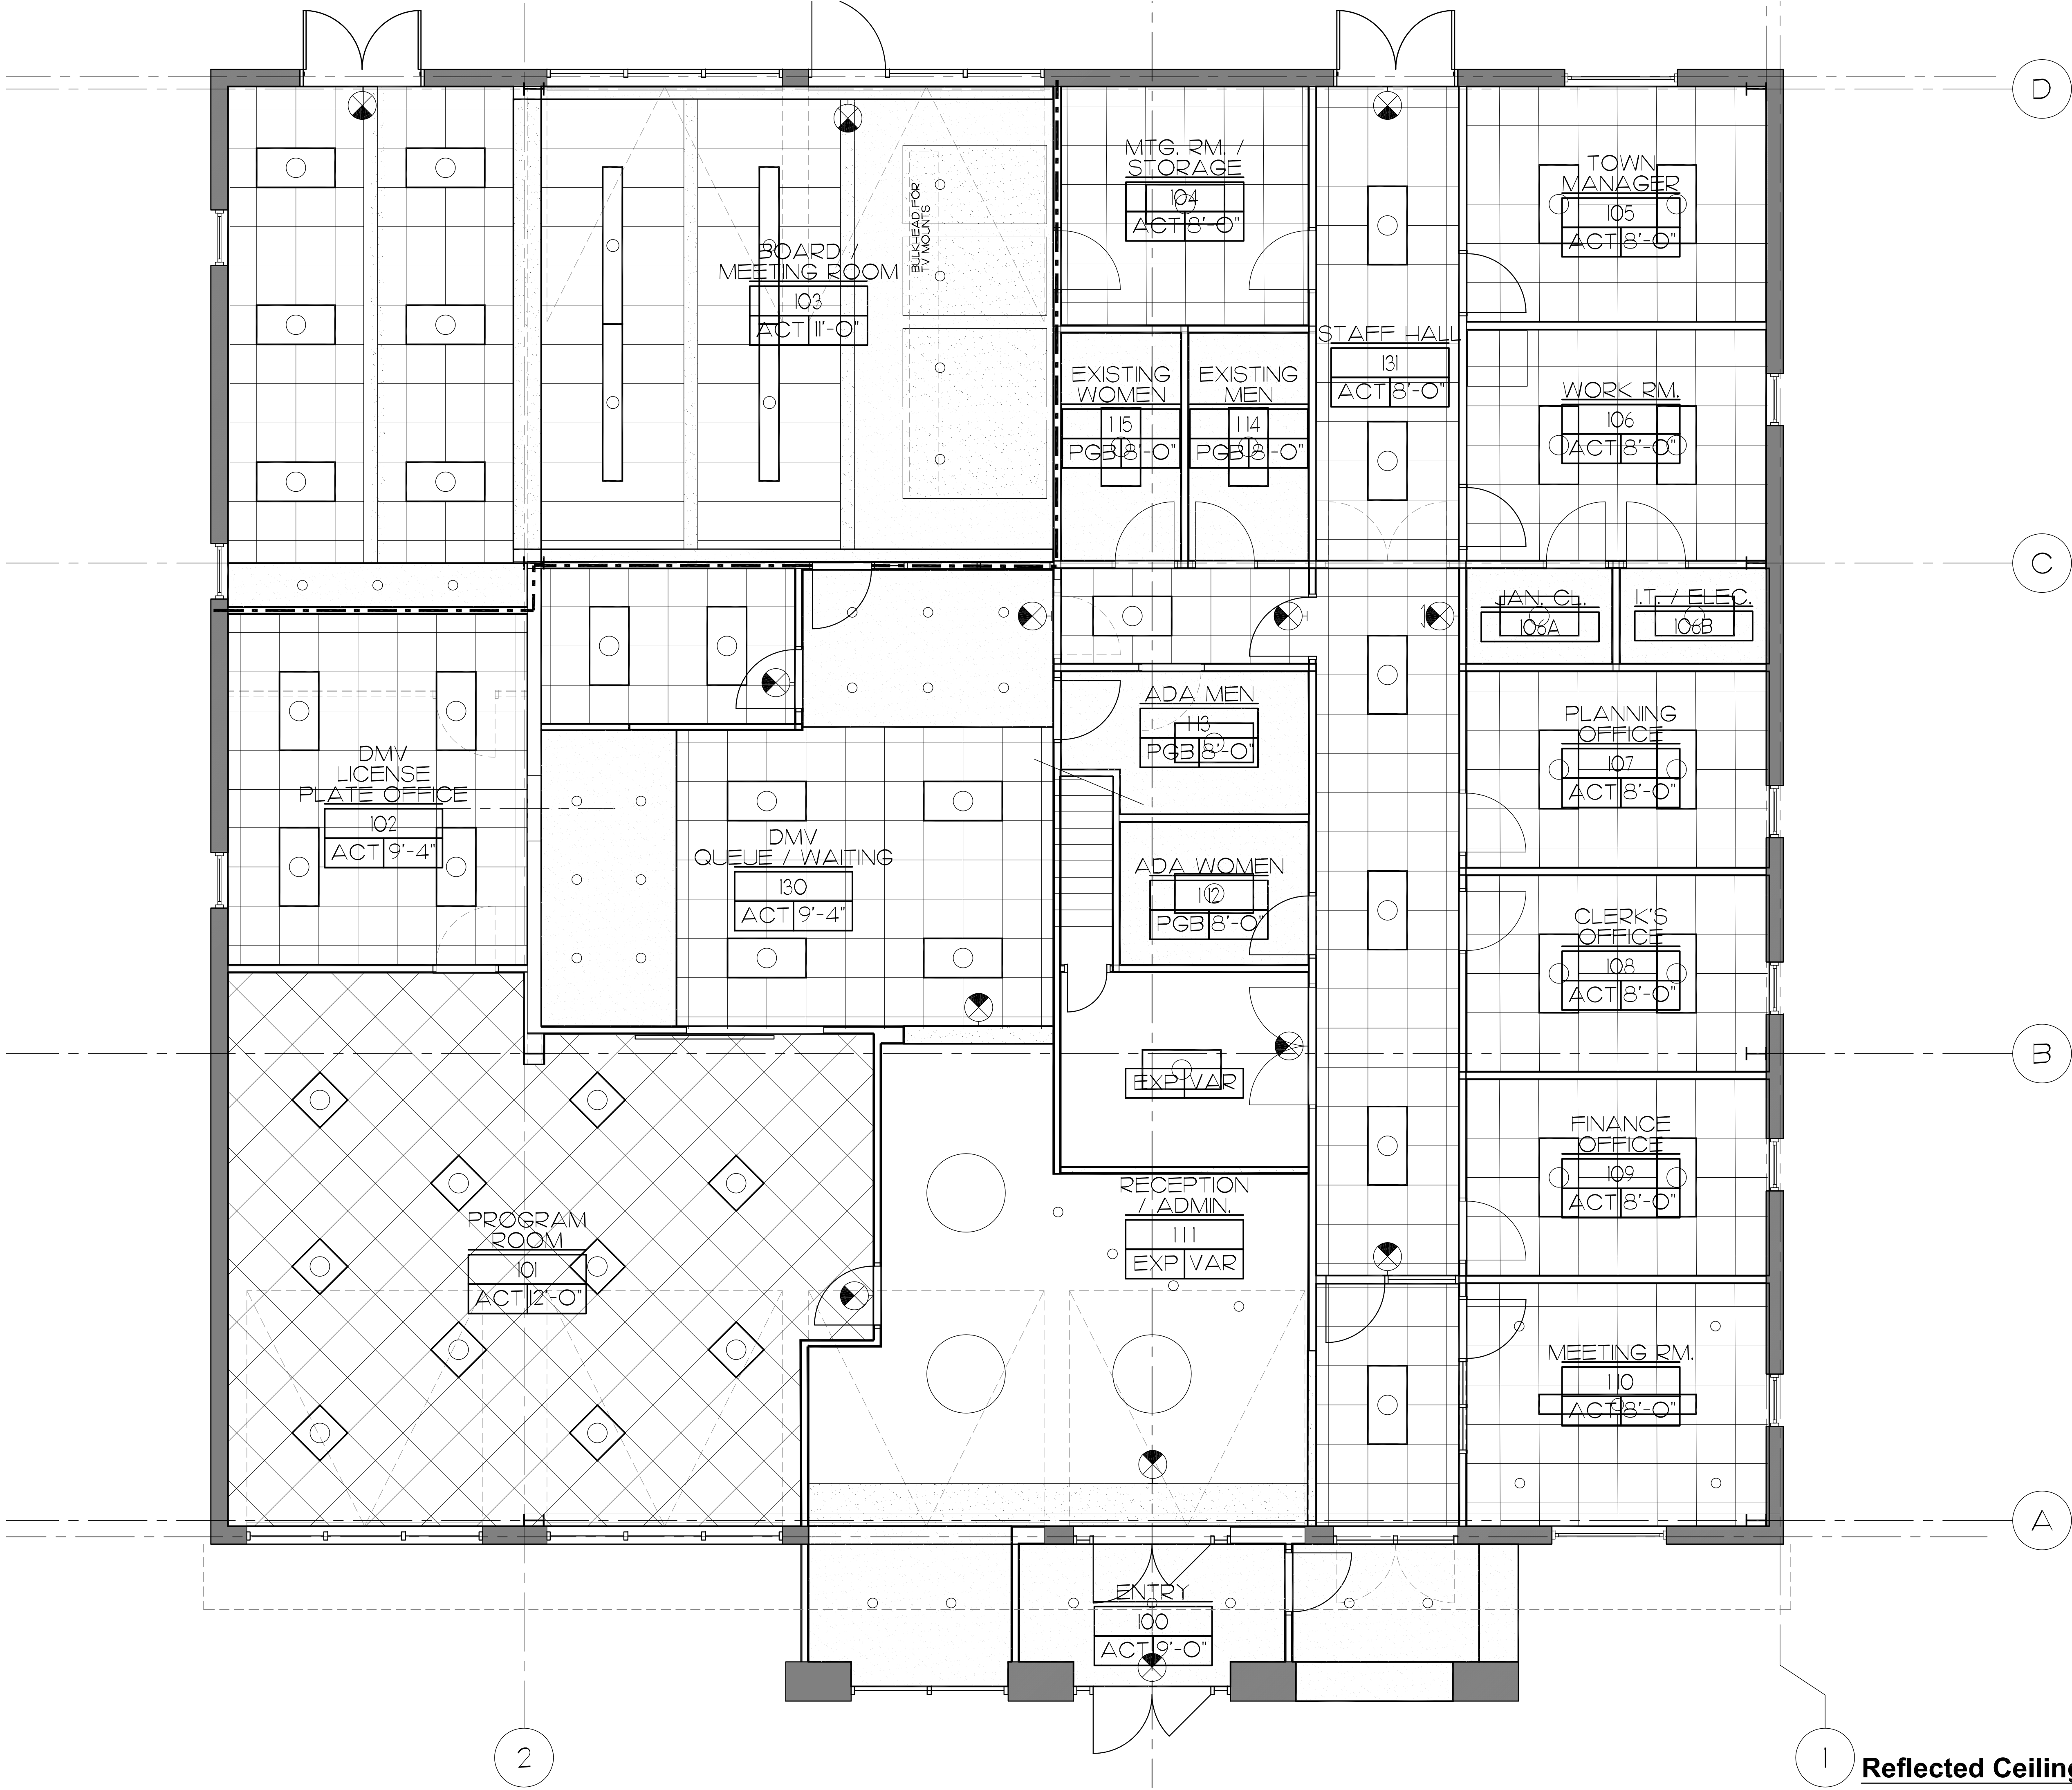 D
MTG. RM. /
STORAGE
104
ACT 8'-0"
TOWN
MANAGER
105
ACT 8'-0"
BULKHEAD FOR
TV MOUNTS
BOARD /
MEETING ROOM
103
ACT 11'-0"
STAFF HALL
131
ACT 8'-0"
EXISTING
WOMEN
115
PGB 8'-0"
EXISTING
MEN
114
PGB 8'-0"
WORK RM.
106
ACT 8'-0"
C
JAN. CL.
106A
I.T. / ELEC.
106B
ADA MEN
113
PGB 8'-0"
PLANNING
OFFICE
107
ACT 8'-0"
DMV
LICENSE
PLATE OFFICE
102
ACT 9'-4"
DMV
QUEUE / WAITING
130
ACT 9'-4"
ADA WOMEN
112
PGB 8'-0"
CLERK'S
OFFICE
108
ACT 8'-0"
B
EXP VAR
FINANCE
OFFICE
109
ACT 8'-0"
RECEPTION
/ ADMIN.
111
EXP VAR
PROGRAM
ROOM
101
ACT 12'-0"
MEETING RM.
110
ACT 8'-0"
A
ENTRY
100
ACT 9'-0"
2
1
Reflected Ceiling